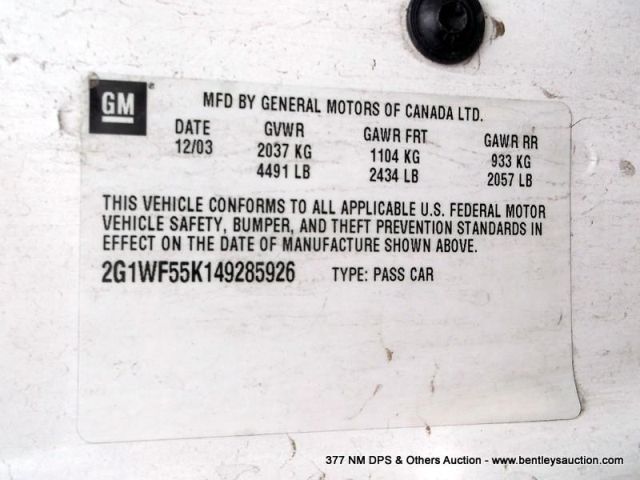 GM
MFD BY GENERAL MOTORS OF CANADA LTD.
DATE GVWR GAWR FRT GAWR RR
12/03 2037 KG 1104 KG 933 KG
4491 LB 2434 LB 2057 LB
THIS VEHICLE CONFORMS TO ALL APPLICABLE U.S. FEDERAL MOTOR
VEHICLE SAFETY, BUMPER, AND THEFT PREVENTION STANDARDS IN
EFFECT ON THE DATE OF MANUFACTURE SHOWN ABOVE.
2G1WF55K149285926 TYPE: PASS CAR
377 NM DPS & Others Auction - www.bentleysauction.com